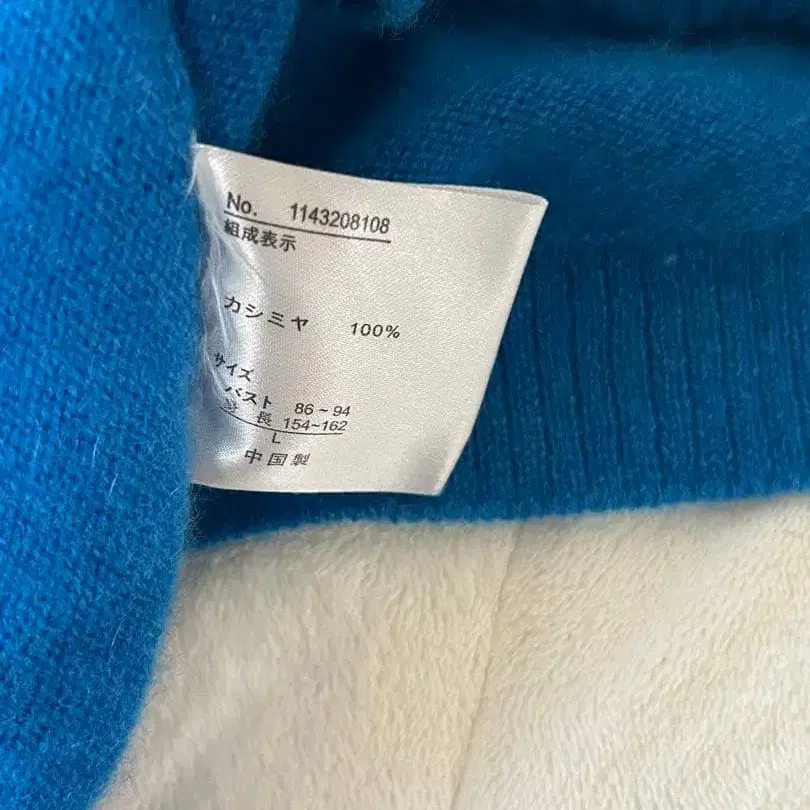 No. 1143208108
組成表示
カシミヤ 100%
サイズ
バスト 86~94
身長 154~162
L
中国製